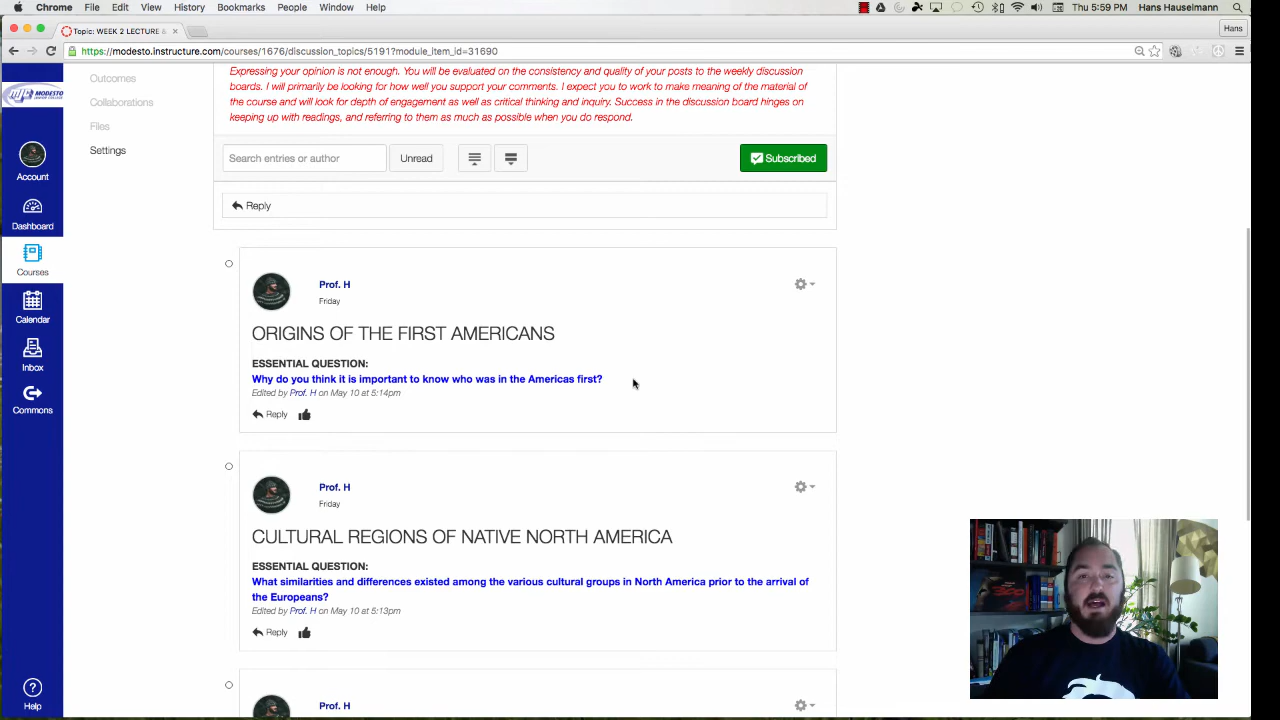 Chrome File Edit View History Bookmarks People Window Help Thu 5:59 PM Hans Hauselmann
Topic: WEEK 2 LECTURE & Hans
https://modesto.instructure.com/courses/1676/discussion_topics/5191?module_item_id=31690
MODESTO
Account
Dashboard
Courses
Calendar
Inbox
Commons
Help
Outcomes
Collaborations
Files
Settings
Expressing your opinion is not enough. You will be evaluated on the consistency and quality of your posts to the weekly discussion
boards. I will primarily be looking for how well you support your comments. I expect you to work to make meaning of the material of
the course and will look for depth of engagement as well as critical thinking and inquiry. Success in the discussion board hinges on
keeping up with readings, and referring to them as much as possible when you do respond.
Search entries or author Unread Subscribed
Reply
Prof. H
Friday
ORIGINS OF THE FIRST AMERICANS
ESSENTIAL QUESTION:
Why do you think it is important to know who was in the Americas first?
Edited by Prof. H on May 10 at 5:14pm
Reply
Prof. H
Friday
CULTURAL REGIONS OF NATIVE NORTH AMERICA
ESSENTIAL QUESTION:
What similarities and differences existed among the various cultural groups in North America prior to the arrival of
the Europeans?
Edited by Prof. H on May 10 at 5:13pm
Reply
Prof. H